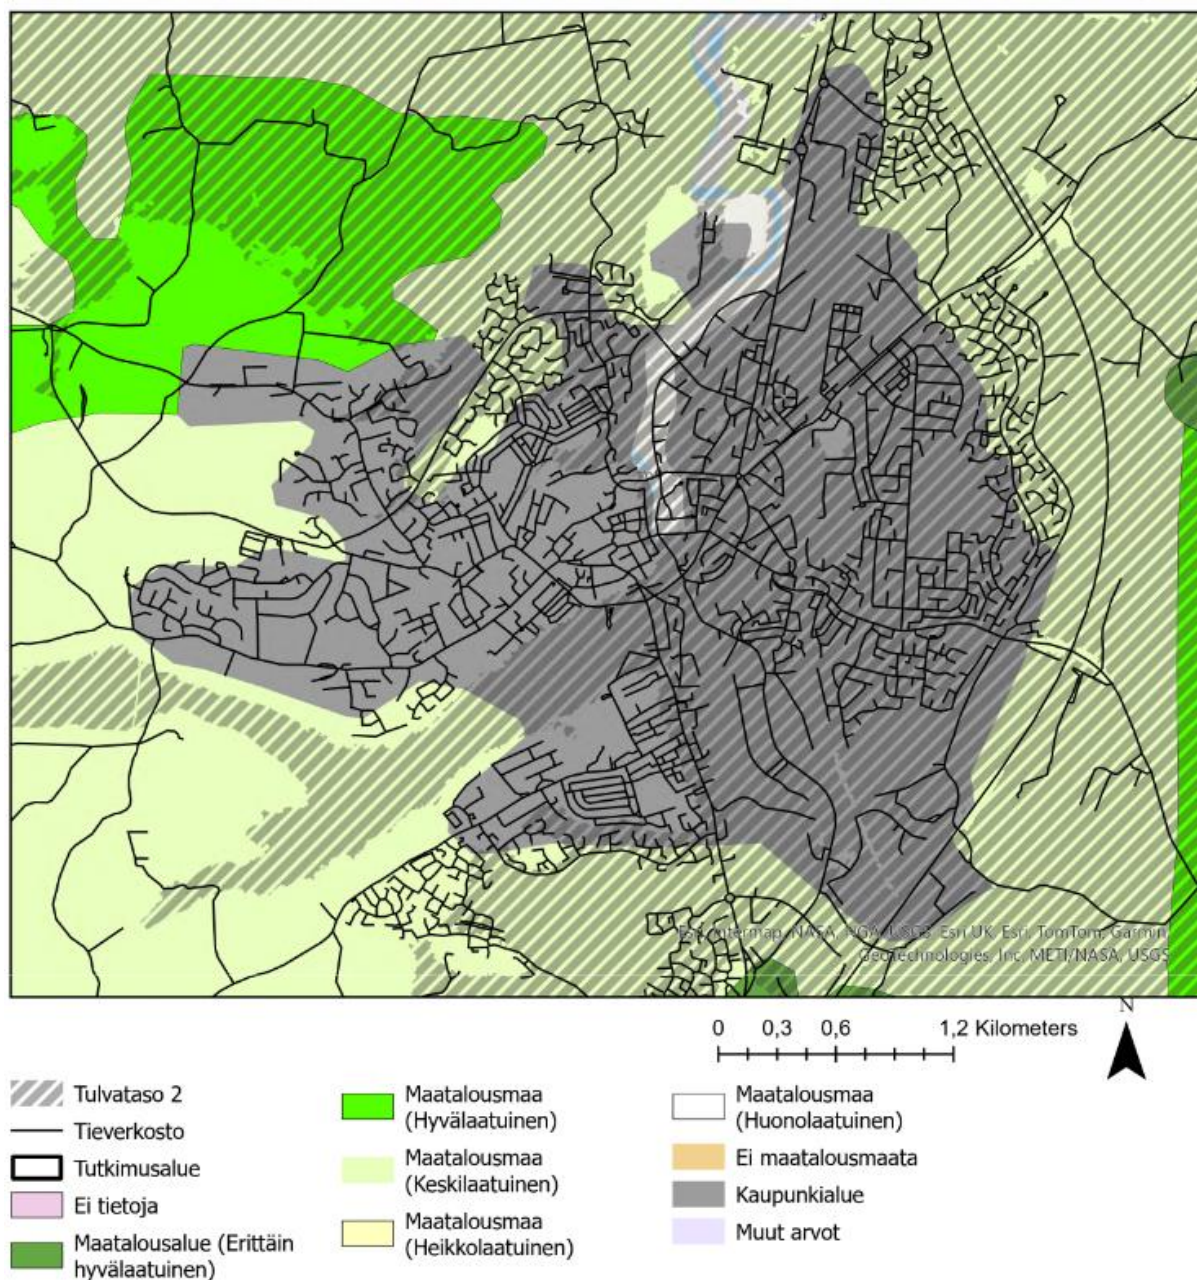 Esri, Intermap, NASA, NGA, USGS, Esri UK, Esri, TomTom, Garmin,
Geotechnologies, Inc, METI/NASA, USGS
N
0 0,3 0,6 1,2 Kilometers
Tulvataso 2
Tieverkosto
Tutkimusalue
Ei tietoja
Maatalousalue (Erittäin
hyvälaatuinen)
Maatalousmaa
(Hyvälaatuinen)
Maatalousmaa
(Keskilaatuinen)
Maatalousmaa
(Heikkolaatuinen)
Maatalousmaa
(Huonolaatuinen)
Ei maatalousmaata
Kaupunkialue
Muut arvot